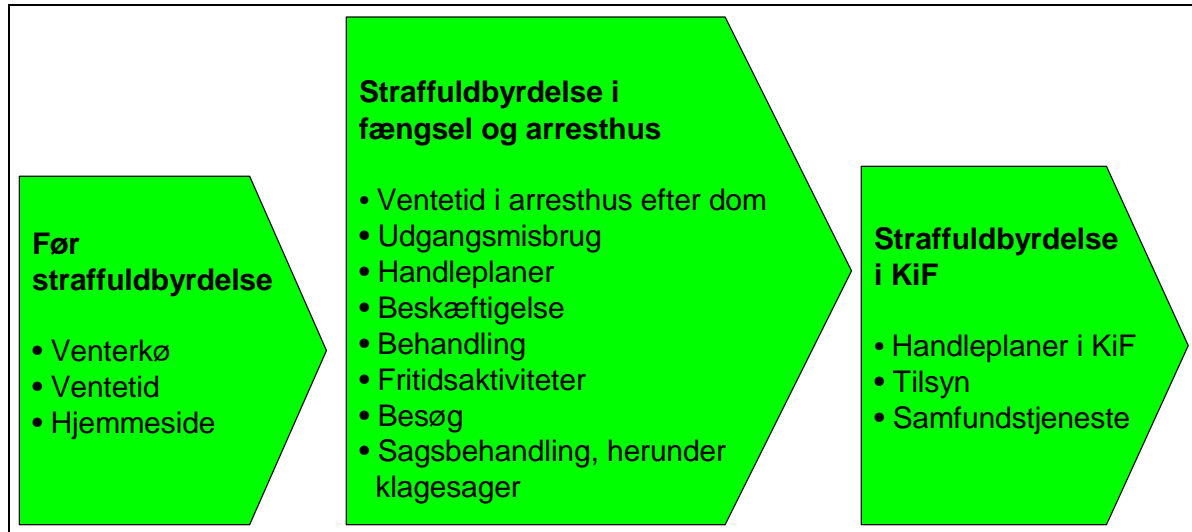 Før
straffuldbyrdelse
• Venterkø
• Ventetid
• Hjemmeside
Straffuldbyrdelse i
fængsel og arresthus
• Ventetid i arresthus efter dom
• Udgangsmisbrug
• Handleplaner
• Beskæftigelse
• Behandling
• Fritidsaktiviteter
• Besøg
• Sagsbehandling, herunder
klagesager
Straffuldbyrdelse
i KiF
• Handleplaner i KiF
• Tilsyn
• Samfundstjeneste